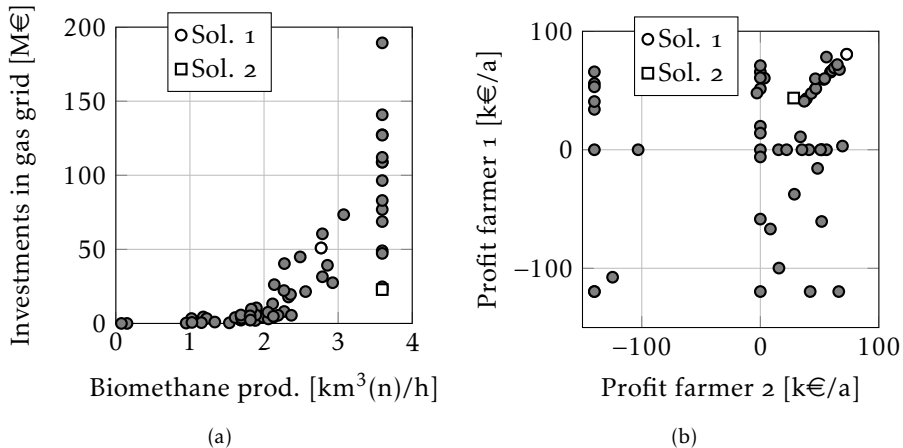 Investments in gas grid [M€]
200
150
100
50
0
Sol. 1
Sol. 2
0 1 2 3 4
Biomethane prod. [km³(n)/h]
(a)
Profit farmer 1 [k€/a]
100
0
−100
Sol. 1
Sol. 2
−100 0 100
Profit farmer 2 [k€/a]
(b)